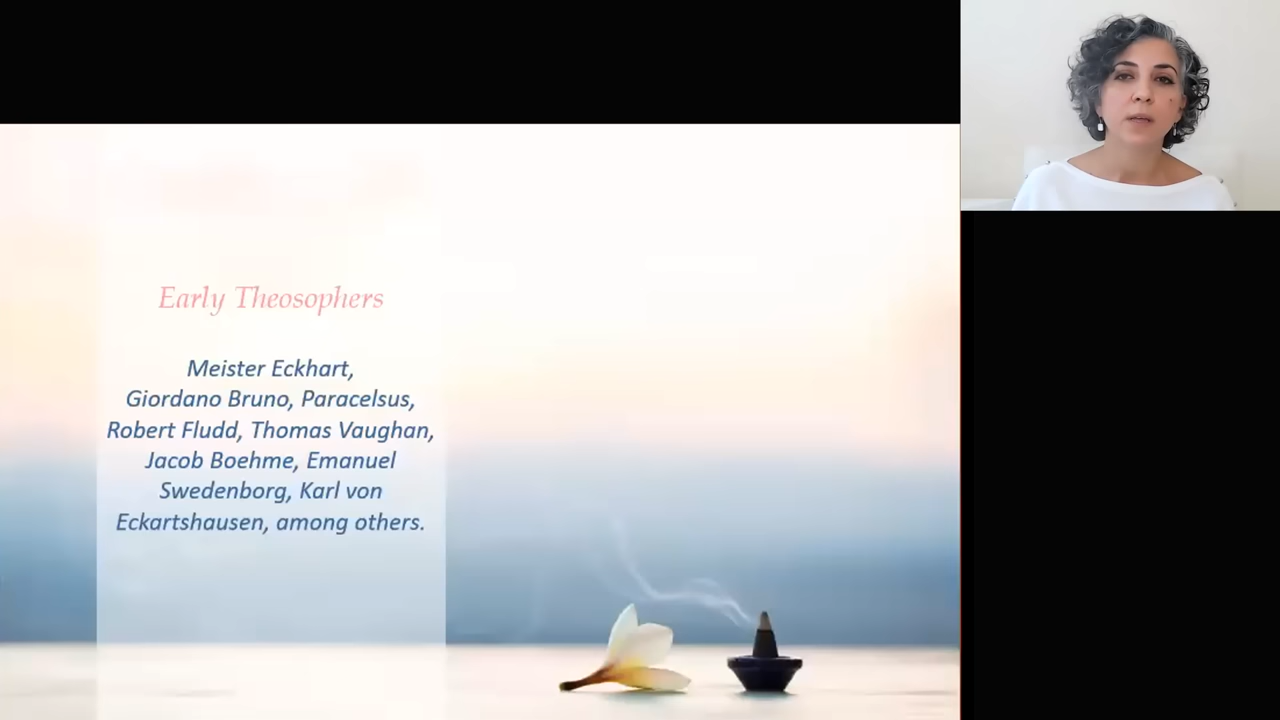 Early Theosophers
Meister Eckhart,
Giordano Bruno, Paracelsus,
Robert Fludd, Thomas Vaughan,
Jacob Boehme, Emanuel
Swedenborg, Karl von
Eckartshausen, among others.